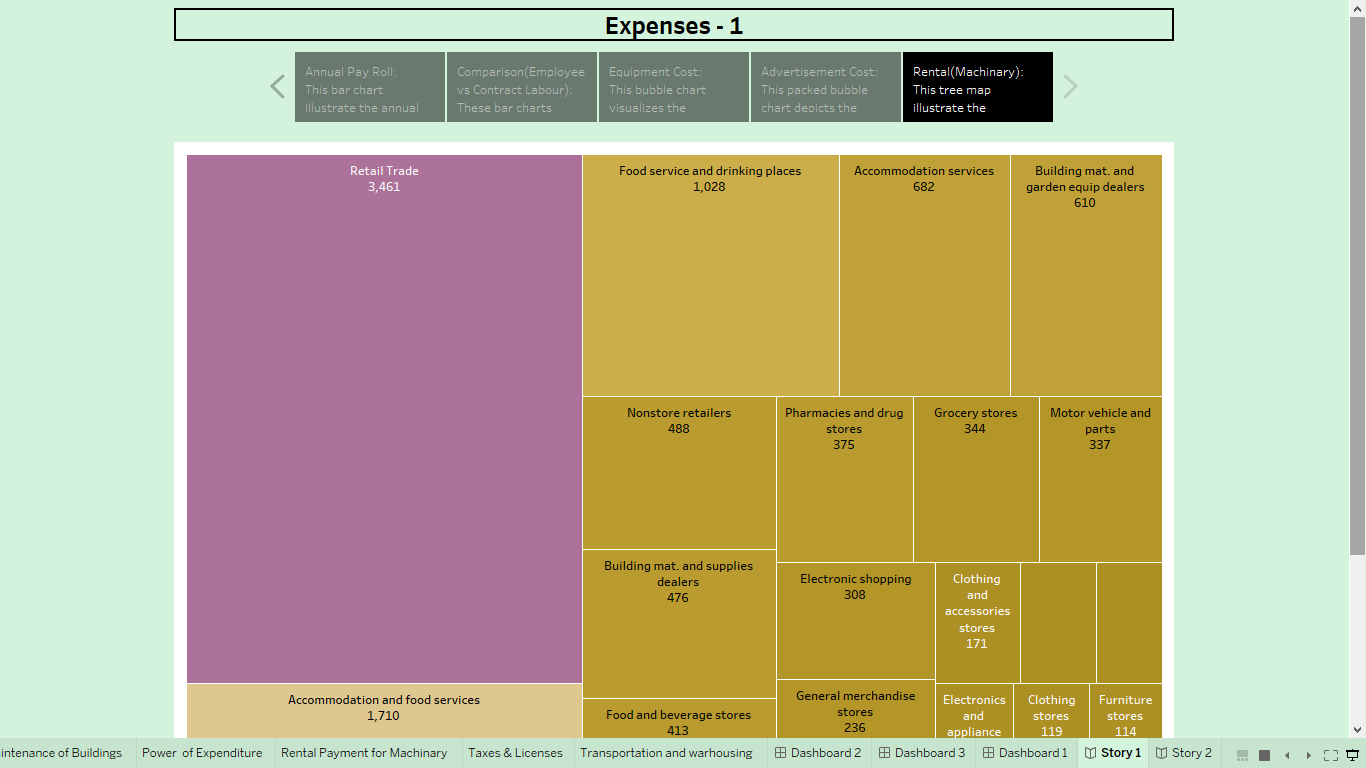 Expenses - 1
Annual Pay Roll:
This bar chart
illustrate the annual
Comparison(Employee
vs Contract Labour):
These bar charts
Equipment Cost:
This bubble chart
visualizes the
Advertisement Cost:
This packed bubble
chart depicts the
Rental(Machinary):
This tree map
illustrate the
Retail Trade
3,461
Food service and drinking places
1,028
Accommodation services
682
Building mat. and
garden equip dealers
610
Nonstore retailers
488
Pharmacies and drug
stores
375
Grocery stores
344
Motor vehicle and
parts
337
Building mat. and supplies
dealers
476
Electronic shopping
308
Clothing
and
accessories
stores
171
Accommodation and food services
1,710
Food and beverage stores
413
General merchandise
stores
236
Electronics
and
appliance
Clothing
stores
119
Furniture
stores
114
intenance of Buildings
Power of Expenditure
Rental Payment for Machinary
Taxes & Licenses
Transportation and warhousing
Dashboard 2
Dashboard 3
Dashboard 1
Story 1
Story 2